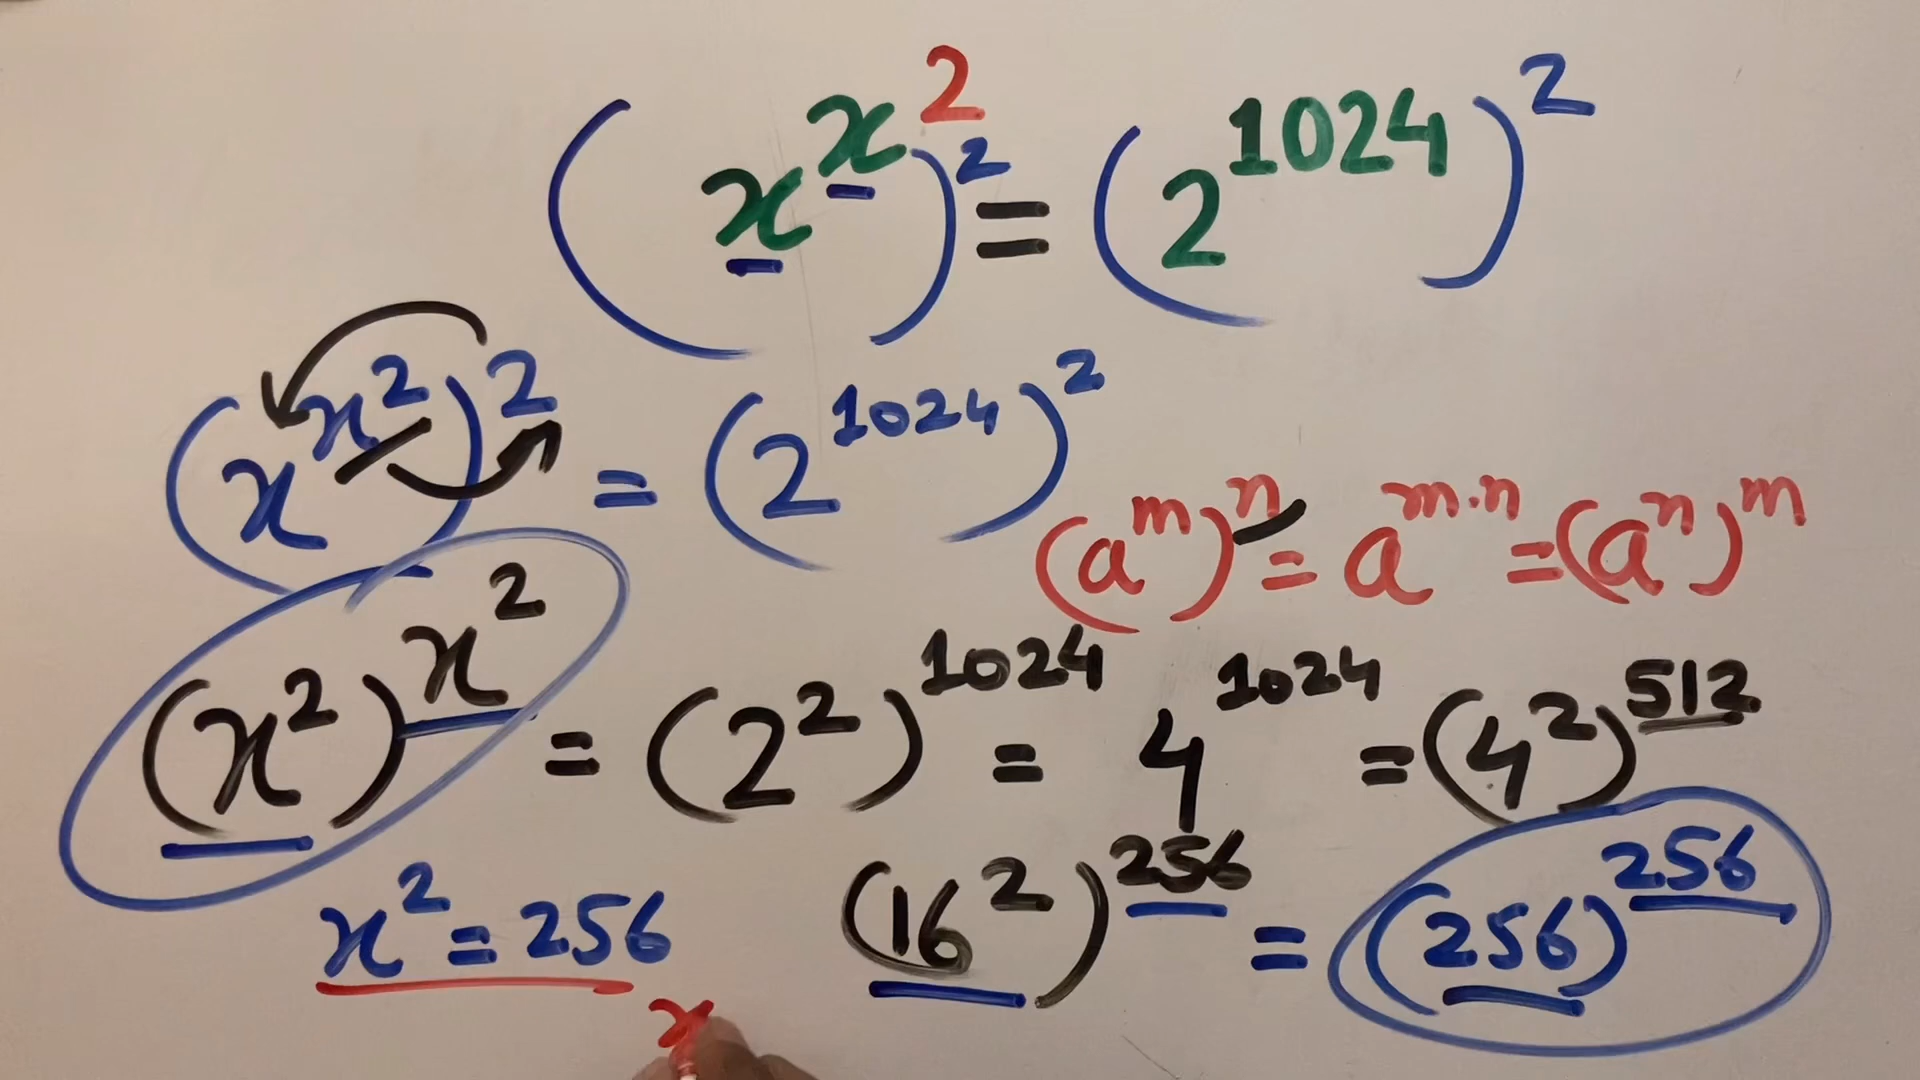 (x^x^2)^2 = (2^1024)^2
(x^x^2)^2 = (2^1024)^2
(a^m)^n = a^m·n = (a^n)^m
(x^2)^x^2 = (2^2)^1024 = 4^1024 = (4^2)^512
x^2 = 256 (16^2)^256 = (256)^256
x